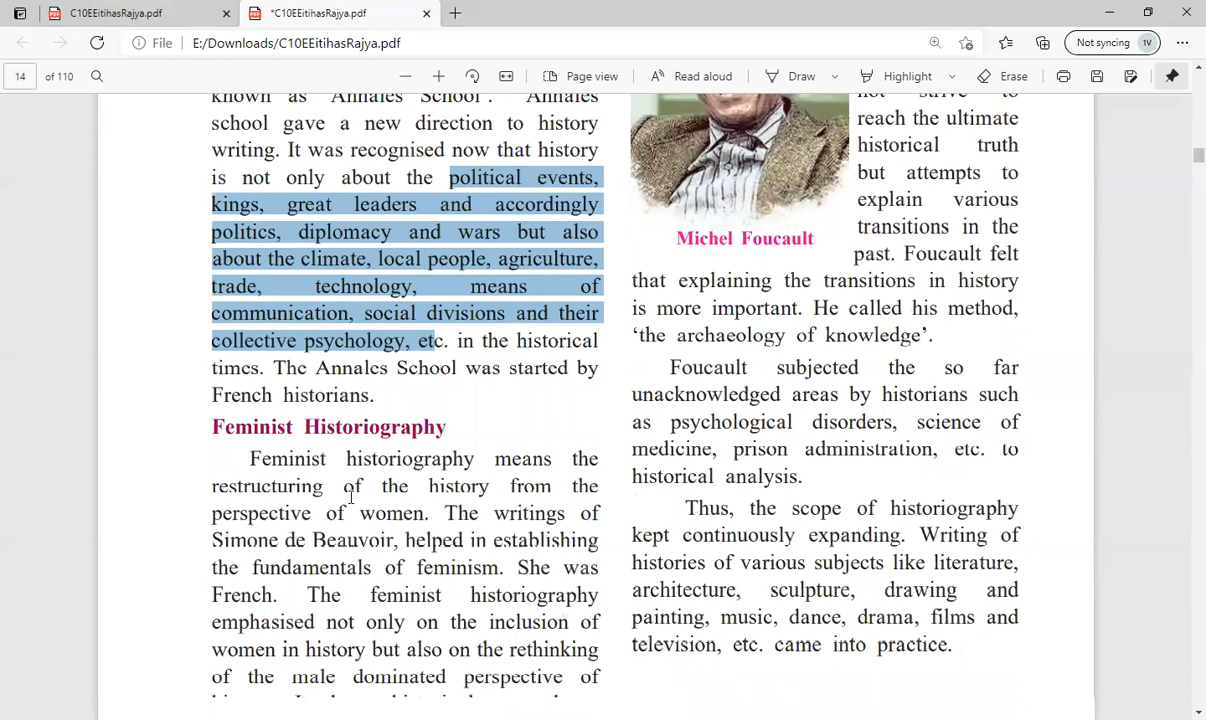 C10EEitihasRajya.pdf
*C10EEitihasRajya.pdf
File
E:/Downloads/C10EEitihasRajya.pdf
Not syncing
1V
14
of 110
Page view
Read aloud
Draw
Highlight
Erase
known as 'Annales School'. Annales
school gave a new direction to history
writing. It was recognised now that history
is not only about the political events,
kings, great leaders and accordingly
politics, diplomacy and wars but also
about the climate, local people, agriculture,
trade, technology, means of
communication, social divisions and their
collective psychology, etc. in the historical
times. The Annales School was started by
French historians.
Feminist Historiography
Feminist historiography means the
restructuring of the history from the
perspective of women. The writings of
Simone de Beauvoir, helped in establishing
the fundamentals of feminism. She was
French. The feminist historiography
emphasised not only on the inclusion of
women in history but also on the rethinking
of the male dominated perspective of
Michel Foucault
not strive to
reach the ultimate
historical truth
but attempts to
explain various
transitions in the
past. Foucault felt
that explaining the transitions in history
is more important. He called his method,
'the archaeology of knowledge'.
Foucault subjected the so far
unacknowledged areas by historians such
as psychological disorders, science of
medicine, prison administration, etc. to
historical analysis.
Thus, the scope of historiography
kept continuously expanding. Writing of
histories of various subjects like literature,
architecture, sculpture, drawing and
painting, music, dance, drama, films and
television, etc. came into practice.